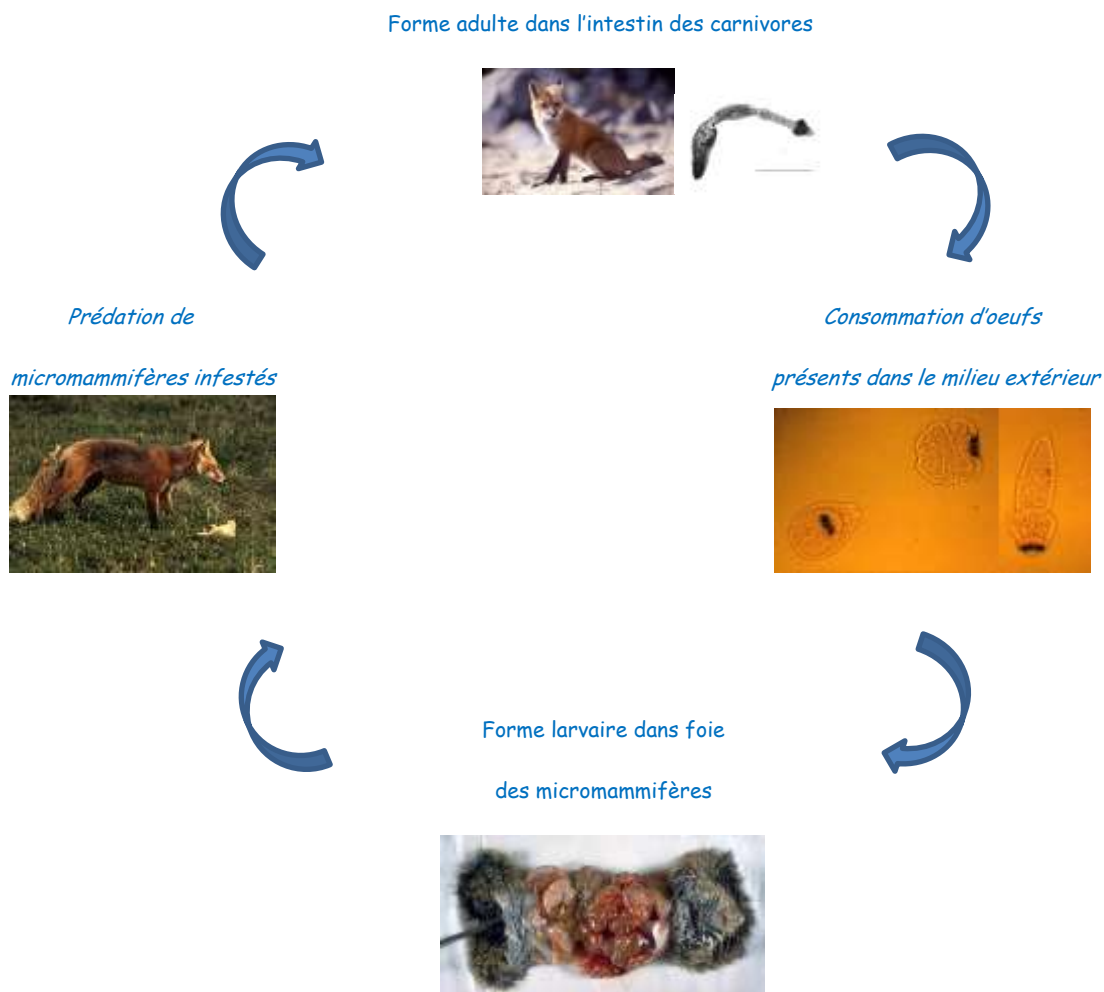 Forme adulte dans l'intestin des carnivores
Prédation de
micromammifères infestés
Consommation d'oeufs
présents dans le milieu extérieur
Forme larvaire dans foie
des micromammifères